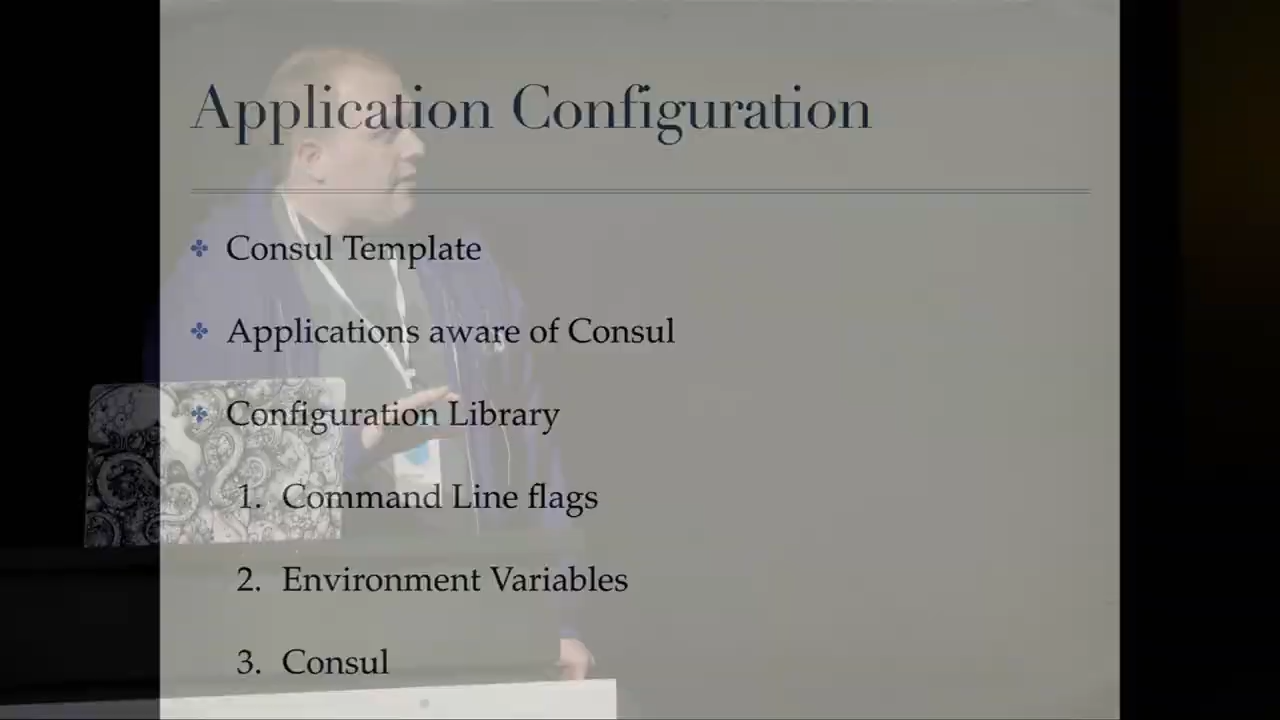 Application Configuration
Consul Template
Applications aware of Consul
Configuration Library
1. Command Line flags
2. Environment Variables
3. Consul